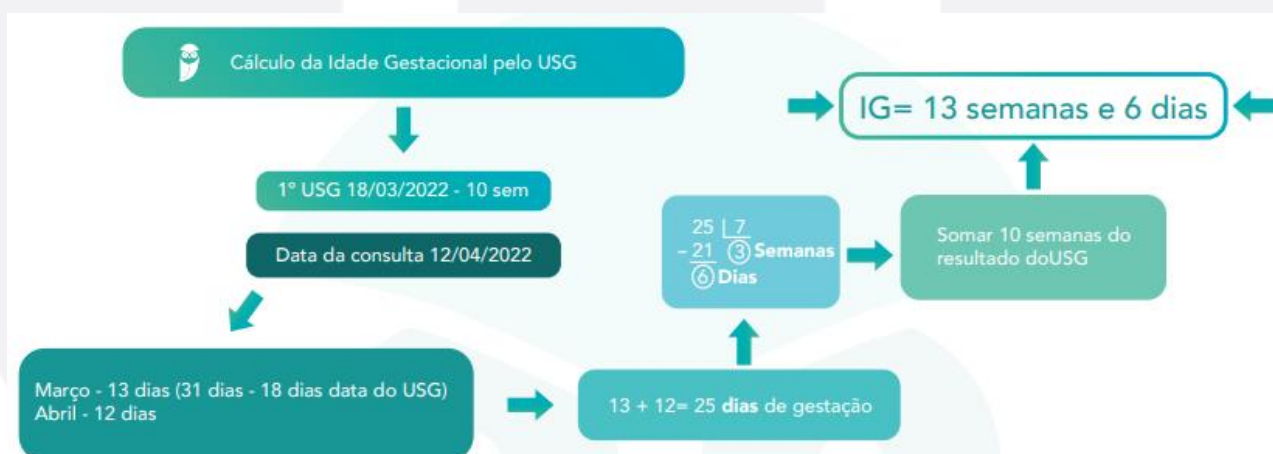 Cálculo da Idade Gestacional pelo USG
1º USG 18/03/2022 - 10 sem
Data da consulta 12/04/2022
Março - 13 dias (31 dias - 18 dias data do USG)
Abril - 12 dias
13 + 12= 25 dias de gestação
25 7
- 21 3 Semanas
6 Dias
Somar 10 semanas do
resultado doUSG
IG= 13 semanas e 6 dias